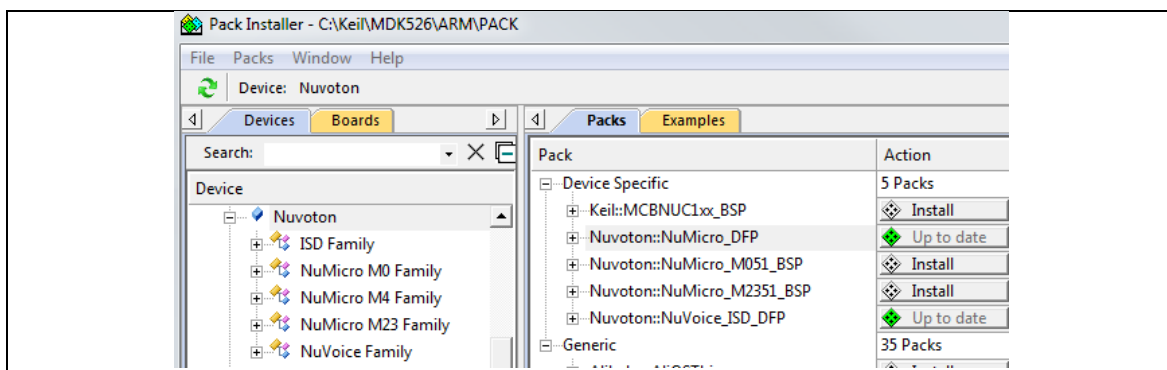 Pack Installer - C:\Keil\MDK526\ARM\PACK
File Packs Window Help
Device: Nuvoton
Devices Boards
Search:
Device
Nuvoton
ISD Family
NuMicro M0 Family
NuMicro M4 Family
NuMicro M23 Family
NuVoice Family
Packs Examples
Pack Action
Device Specific 5 Packs
Keil::MCBNUC1xx_BSP Install
Nuvoton::NuMicro_DFP Up to date
Nuvoton::NuMicro_M051_BSP Install
Nuvoton::NuMicro_M2351_BSP Install
Nuvoton::NuVoice_ISD_DFP Up to date
Generic 35 Packs